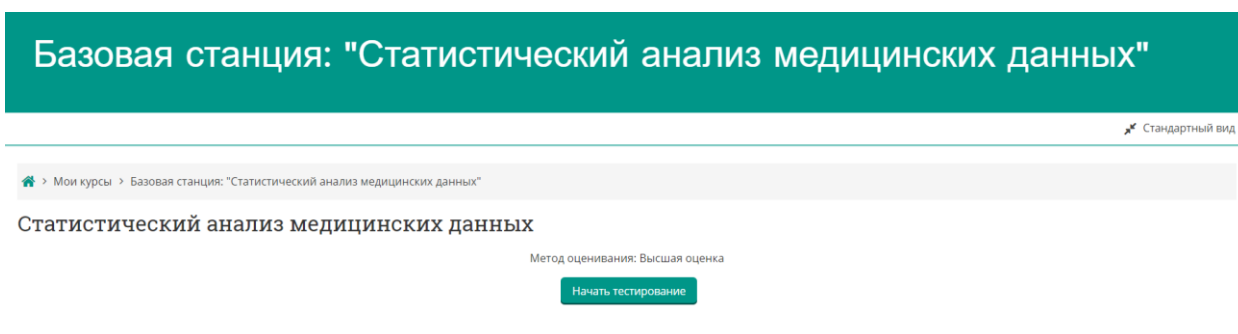 Базовая станция: "Статистический анализ медицинских данных"
Стандартный вид
> Мои курсы > Базовая станция: "Статистический анализ медицинских данных"
Статистический анализ медицинских данных
Метод оценивания: Высшая оценка
Начать тестирование